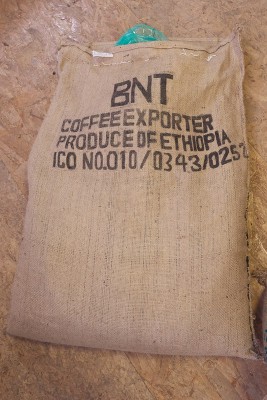 BNT
COFFEE EXPORTER
PRODUCE OF ETHIOPIA
ICO NO.010/0343/0252